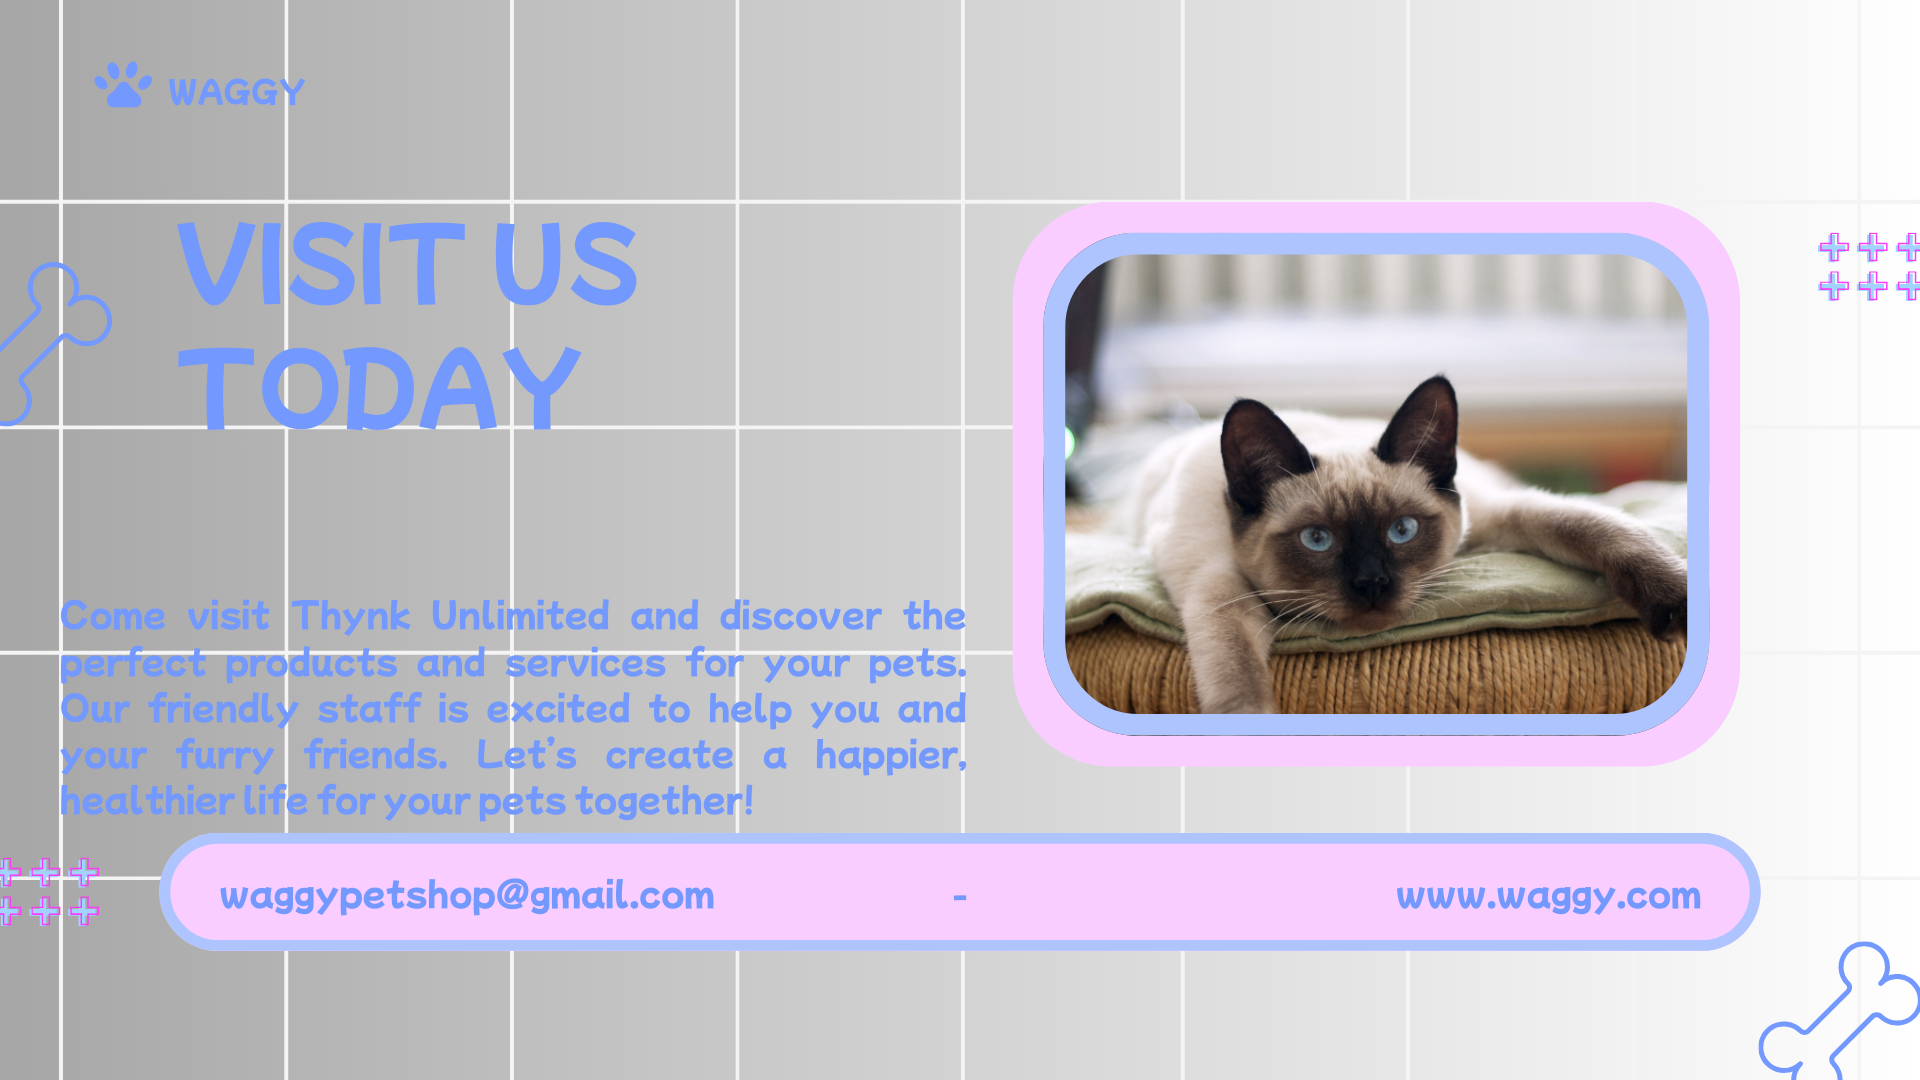 WAGGY
VISIT US
TODAY
Come visit Thynk Unlimited and discover the
perfect products and services for your pets.
Our friendly staff is excited to help you and
your furry friends. Let's create a happier,
healthier life for your pets together!
waggypetshop@gmail.com - www.waggy.com